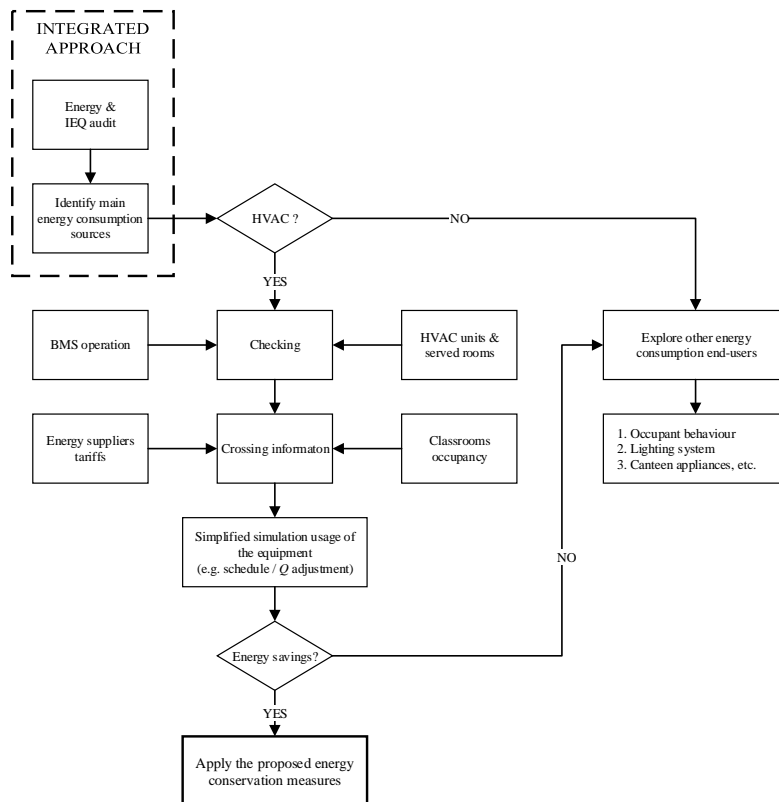 INTEGRATED
APPROACH
Energy &
IEQ audit
Identify main
energy consumption
sources
HVAC ?
NO
YES
BMS operation
Checking
HVAC units &
served rooms
Explore other energy
consumption end-users
Energy suppliers
tariffs
Crossing informaton
Classrooms
occupancy
1. Occupant behaviour
2. Lighting system
3. Canteen appliances, etc.
Simplified simulation usage of
the equipment
(e.g. schedule / Q adjustment)
NO
Energy savings?
YES
Apply the proposed energy
conservation measures